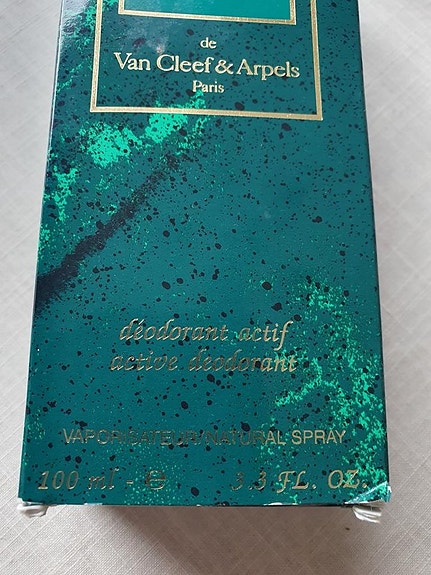 de
Van Cleef & Arpels
Paris
déodorant actif
active deodorant
VAPORISATEUR/NATURAL SPRAY
100 ml - ℮ 3.3 FL. OZ.